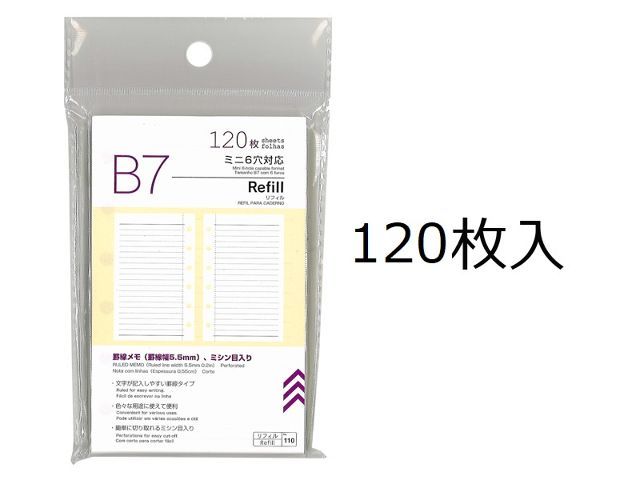 120枚 sheets folhas
ミニ6穴対応
Mini 6-hole capable format
Tamanho B7 com 6 furos
B7
Refill
リフィル
REFIL PARA CADERNO
120枚入
罫線メモ（罫線幅5.5mm）、ミシン目入り
RULED MEMO (Ruled line width 5.5mm 0.2in) Perforated
Nota com linhas (Espessura 0,55cm) Corte
・文字が記入しやすい罫線タイプ
Ruled for easy writing.
Fácil de escrever na linha
・色々な用途に使えて便利
Convenient for various uses.
Pode utilizar em várias ocasiões e útil
・簡単に切り取れるミシン目入り
Perforations for easy cut-off.
Com corte para cortar fácil
リフィル
Refill
110